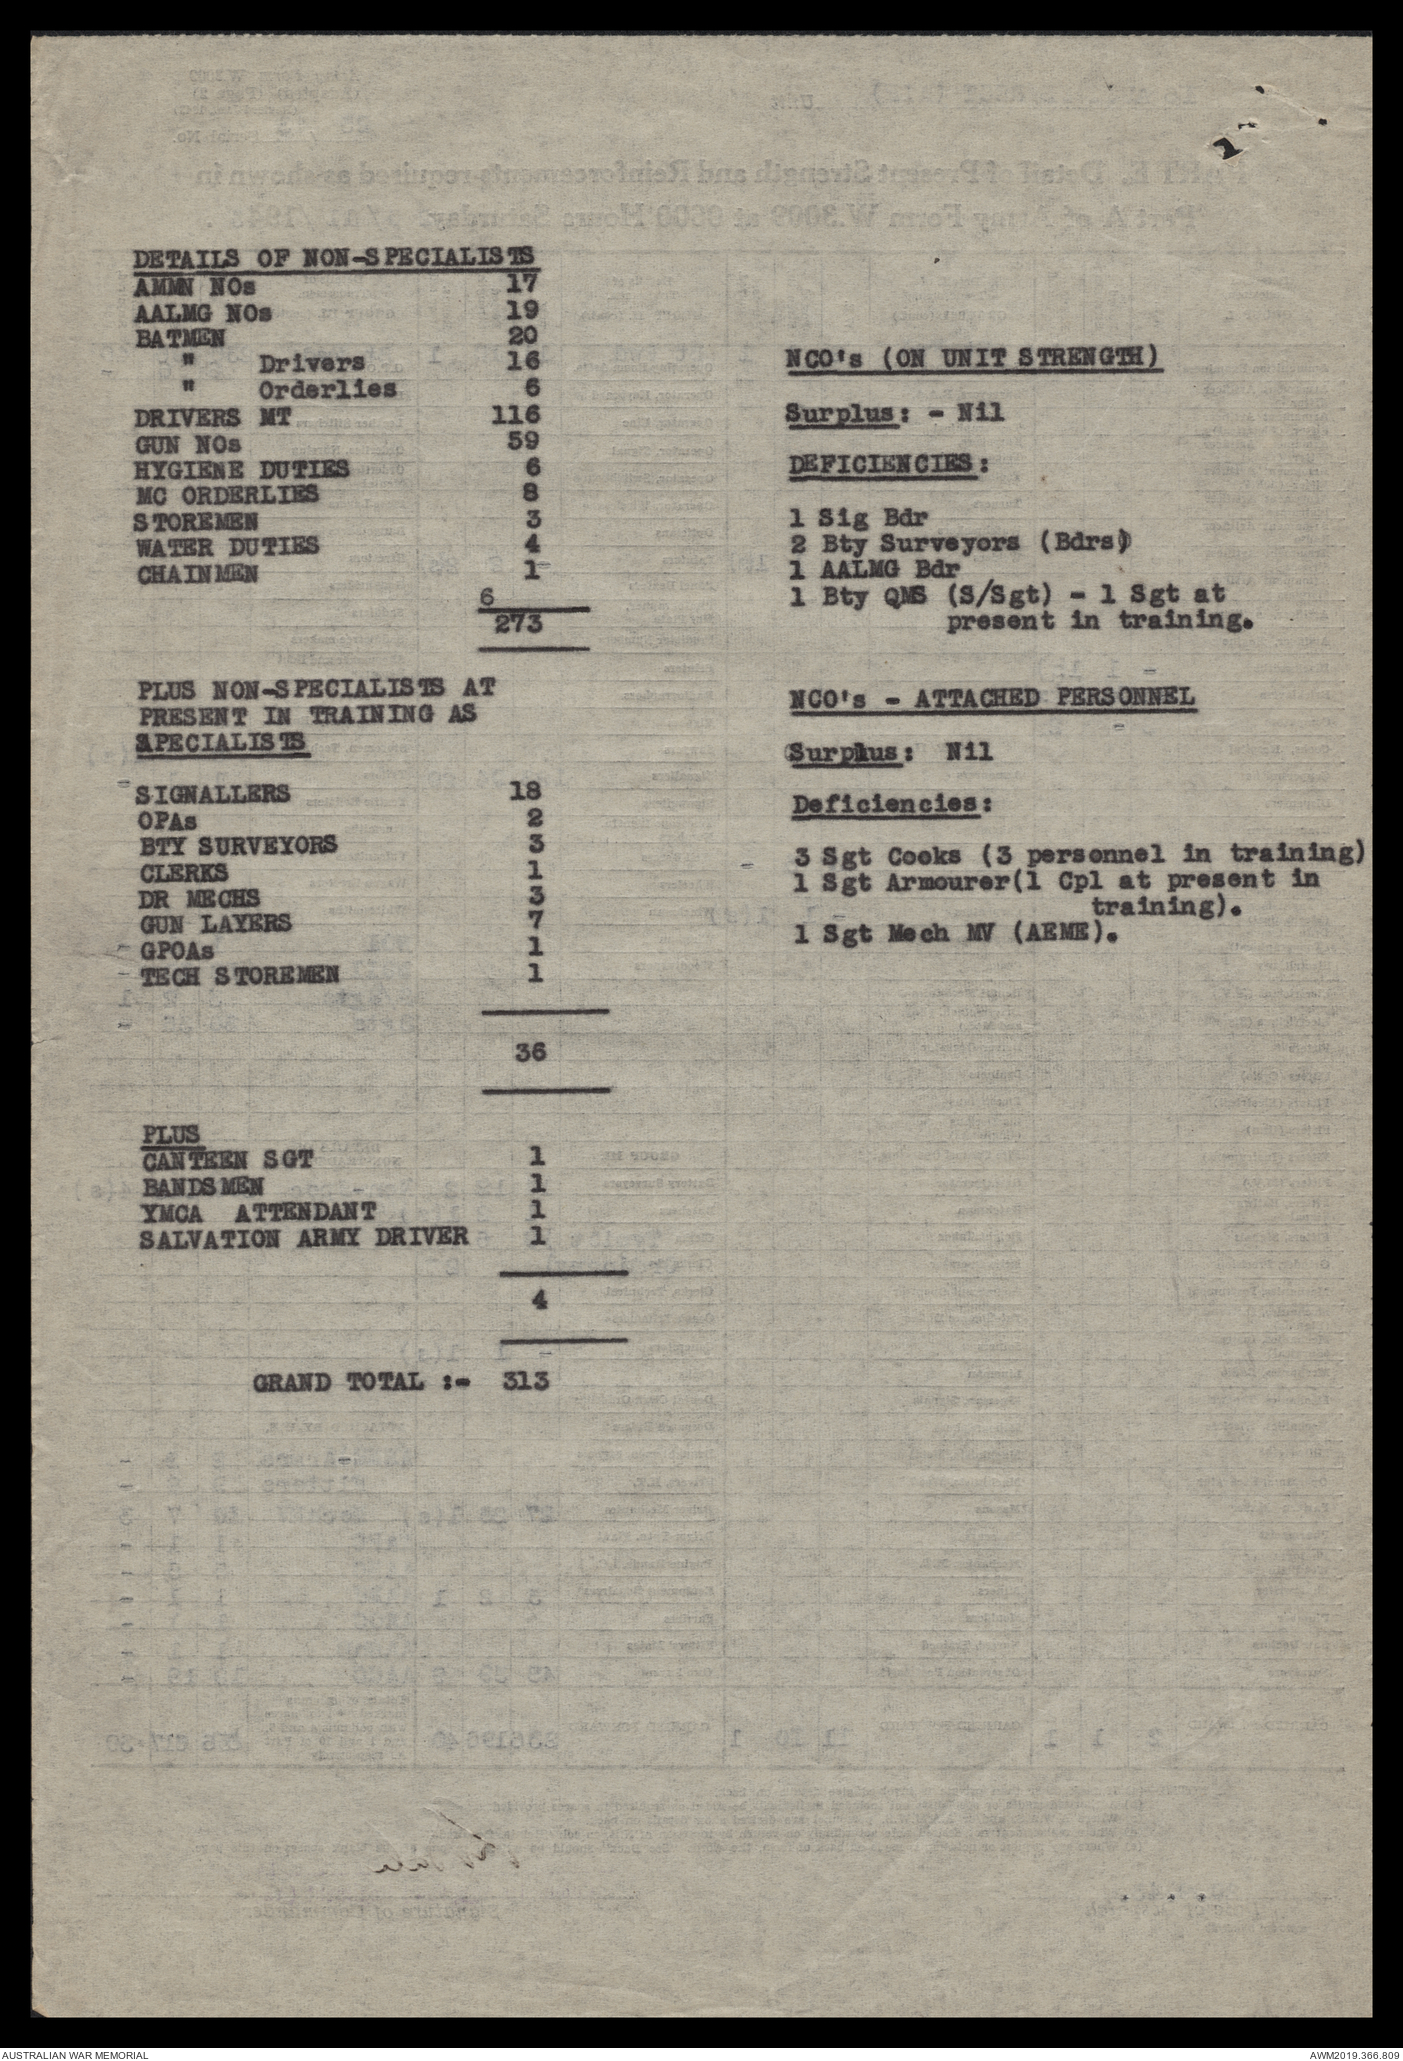 DETAILS OF NON-SPECIALISTS
AMMN NOs 17
AALMG NOs 19
BATMEN 20
" Drivers 16
" Orderlies 6
DRIVERS MT 116
GUN NOs 59
HYGIENE DUTIES 6
MC ORDERLIES 8
STOREMEN 3
WATER DUTIES 4
CHAINMEN 1
6
273
PLUS NON-SPECIALISTS AT
PRESENT IN TRAINING AS
SPECIALISTS
SIGNALLERS 18
OPAs 2
BTY SURVEYORS 3
CLERKS 1
DR MECHS 3
GUN LAYERS 7
GPOAs 1
TECH STOREMEN 1
36
PLUS
CANTEEN SGT 1
BANDSMEN 1
YMCA ATTENDANT 1
SALVATION ARMY DRIVER 1
4
GRAND TOTAL :- 313
NCO's (ON UNIT STRENGTH)
Surplus: - Nil
DEFICIENCIES:
1 Sig Bdr
2 Bty Surveyors (Bdrs)
1 AALMG Bdr
1 Bty QMS (S/Sgt) - 1 Sgt at
present in training.
NCO's - ATTACHED PERSONNEL
Surplus: Nil
Deficiencies:
3 Sgt Cooks (3 personnel in training)
1 Sgt Armourer(1 Cpl at present in
training).
1 Sgt Mech MV (AEME).
AUSTRALIAN WAR MEMORIAL
AWM2019.366.809